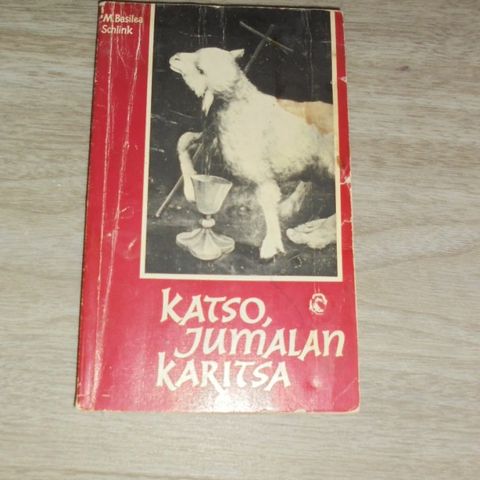 M. Basilea
Schlink
KATSO,
JUMALAN
KARITSA